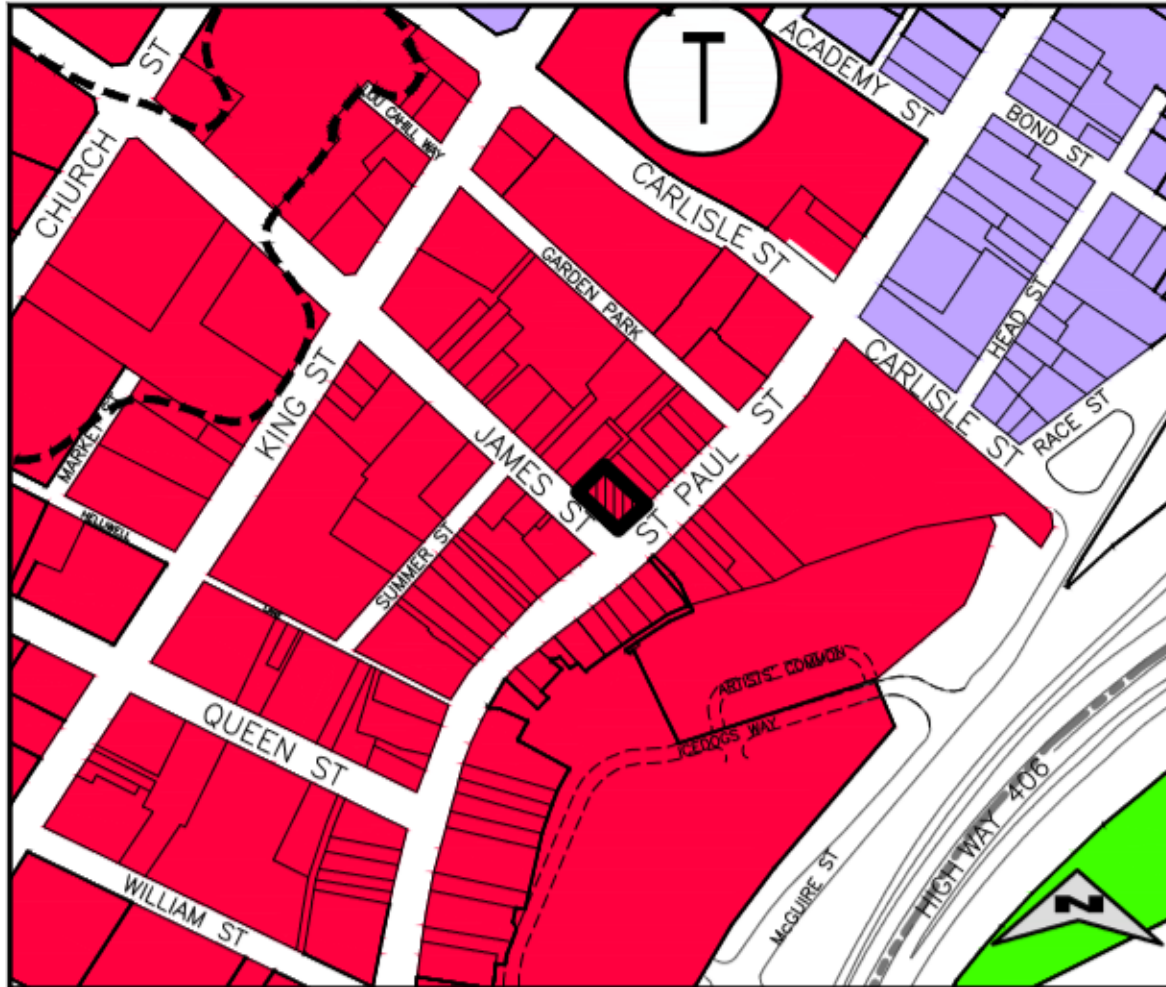 ST
CHURCH
T
ACADEMY ST
BOND ST
CAHILL WAY
CARLISLE ST
GARDEN PARK
HEAD ST
CARLISLE ST
RACE ST
KING ST
MARKET ST
JAMES ST
ST PAUL ST
HELLIWELL
SUMMER ST
ARTISTS' COMMON
ICEDOGS WAY
QUEEN ST
HIGH WAY 406
McGUIRE ST
WILLIAM ST
N